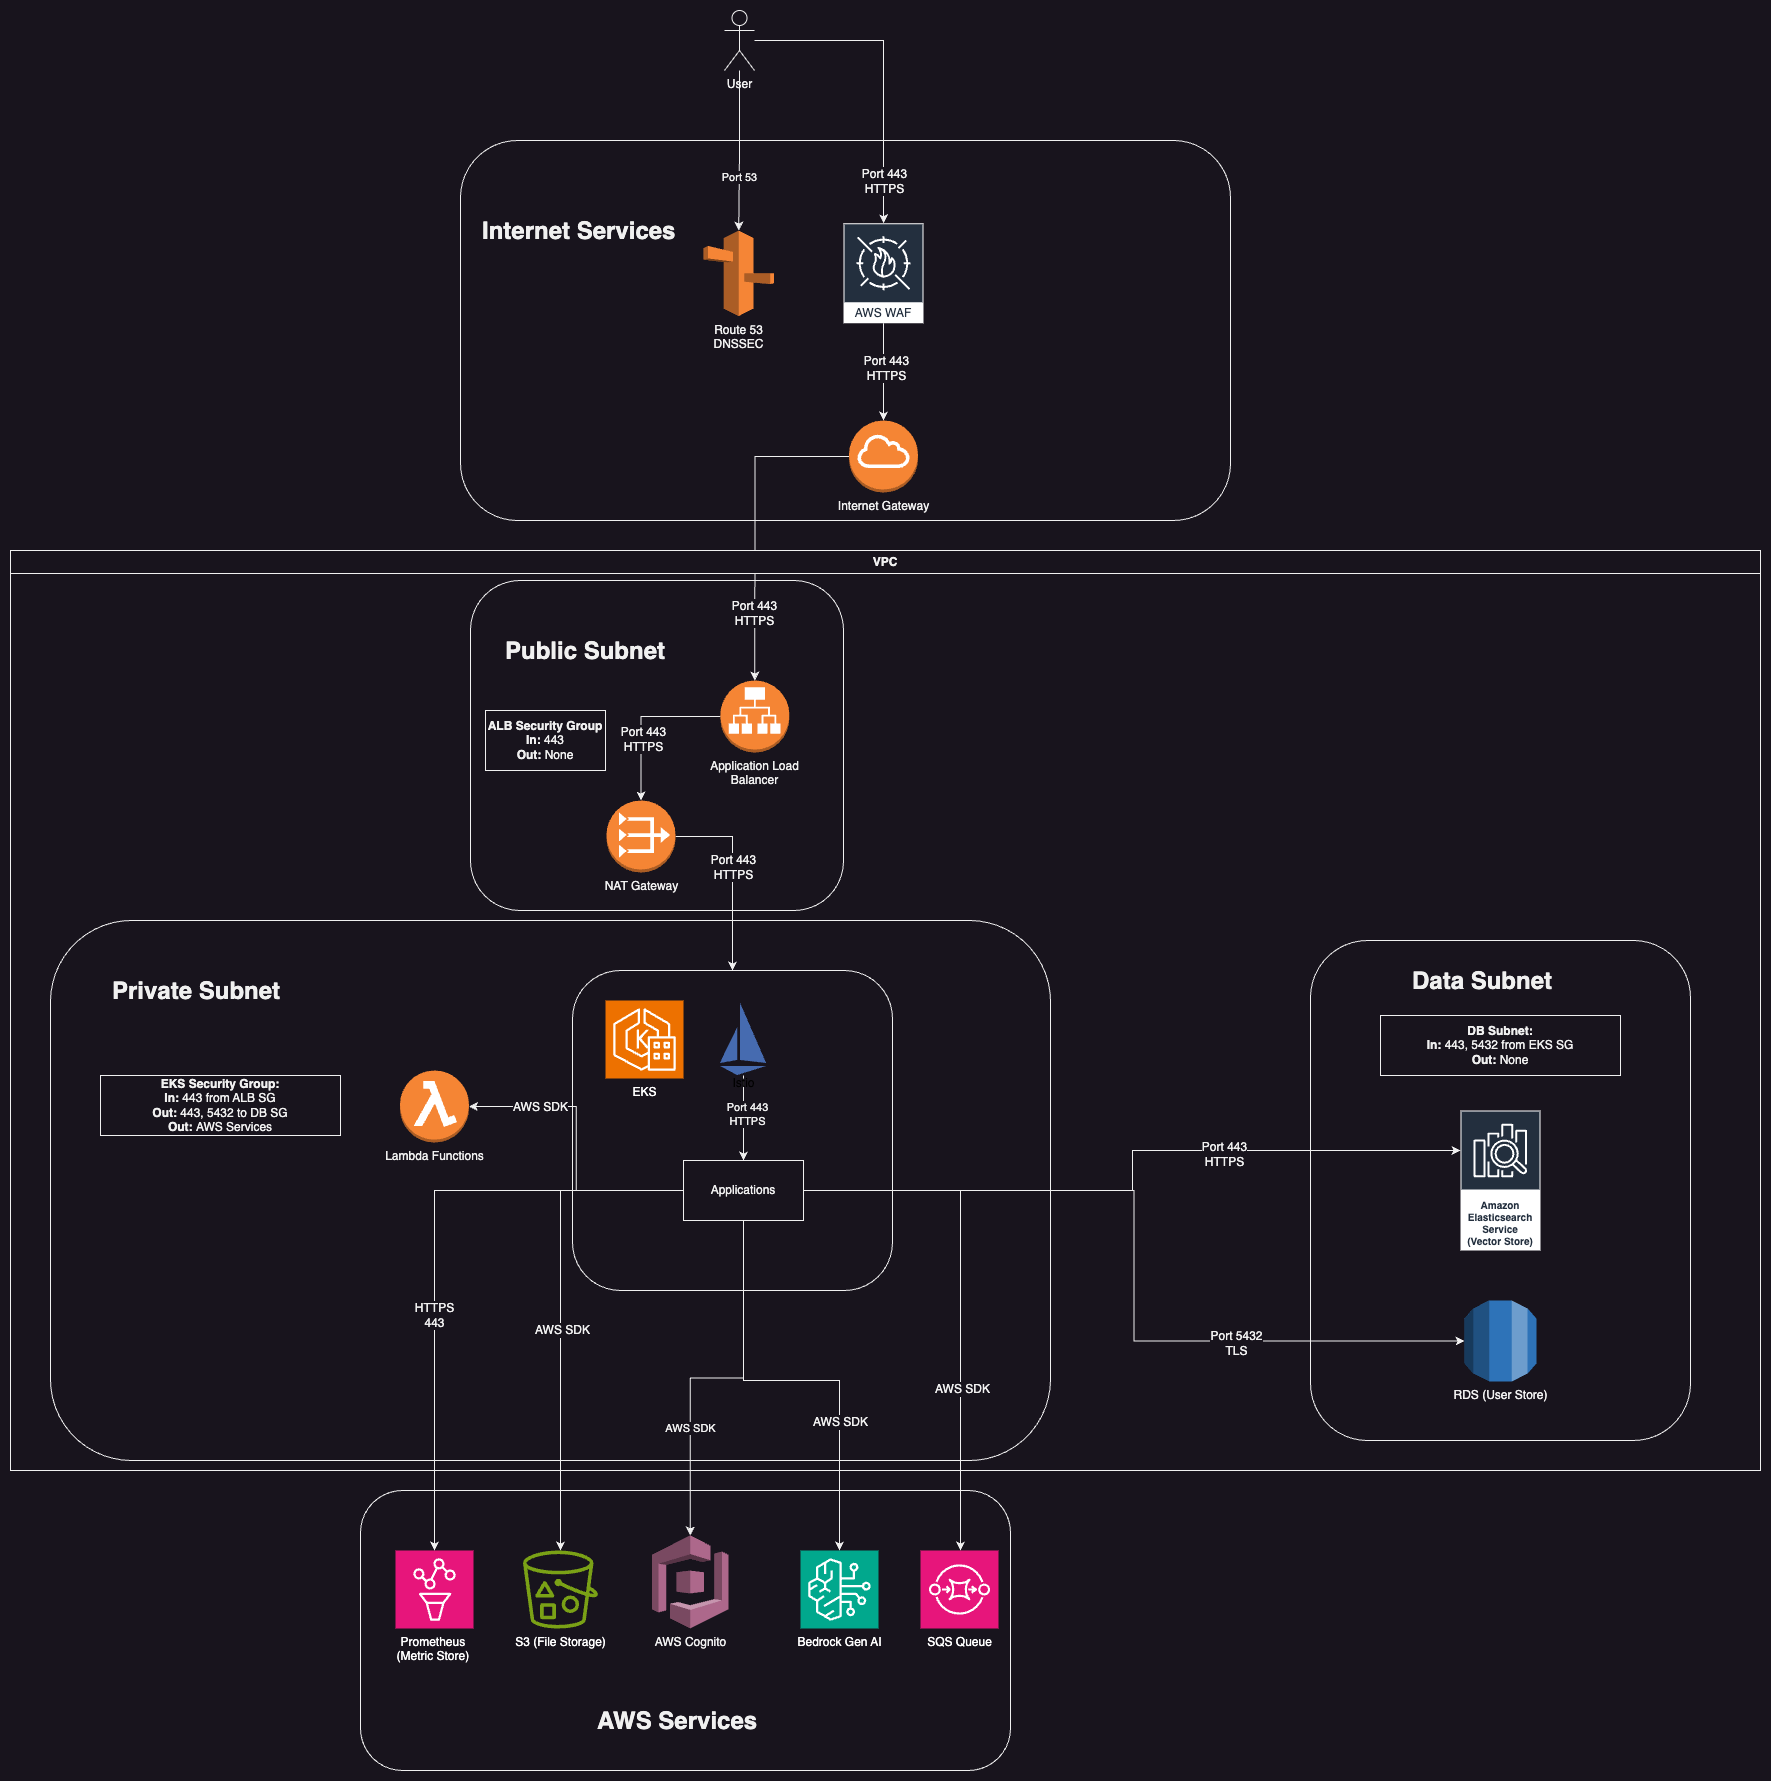 User
Port 53
Port 443
HTTPS
Internet Services
AWS WAF
Route 53
DNSSEC
Port 443
HTTPS
Internet Gateway
VPC
Port 443
HTTPS
Public Subnet
ALB Security Group
In: 443
Out: None
Port 443
HTTPS
Application Load
Balancer
NAT Gateway
Port 443
HTTPS
Private Subnet
EKS Security Group:
In: 443 from ALB SG
Out: 443, 5432 to DB SG
Out: AWS Services
Lambda Functions
AWS SDK
EKS
Istio
Port 443
HTTPS
Applications
Data Subnet
DB Subnet:
In: 443, 5432 from EKS SG
Out: None
Port 443
HTTPS
Amazon
Elasticsearch
Service
(Vector Store)
Port 5432
TLS
RDS (User Store)
HTTPS
443
AWS SDK
AWS SDK
AWS SDK
AWS SDK
Prometheus
(Metric Store)
S3 (File Storage)
AWS Cognito
Bedrock Gen AI
SQS Queue
AWS Services